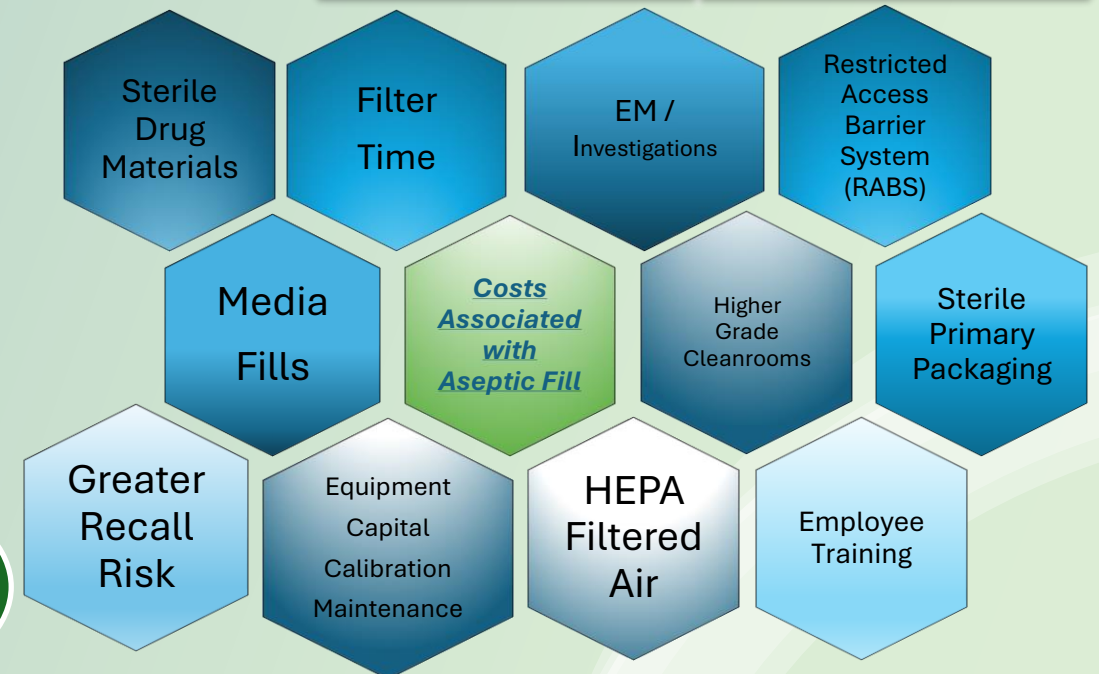 Sterile
Drug
Materials
Filter
Time
EM /
Investigations
Restricted
Access
Barrier
System
(RABS)
Media
Fills
Costs
Associated
with
Aseptic Fill
Higher
Grade
Cleanrooms
Sterile
Primary
Packaging
Greater
Recall
Risk
Equipment
Capital
Calibration
Maintenance
HEPA
Filtered
Air
Employee
Training